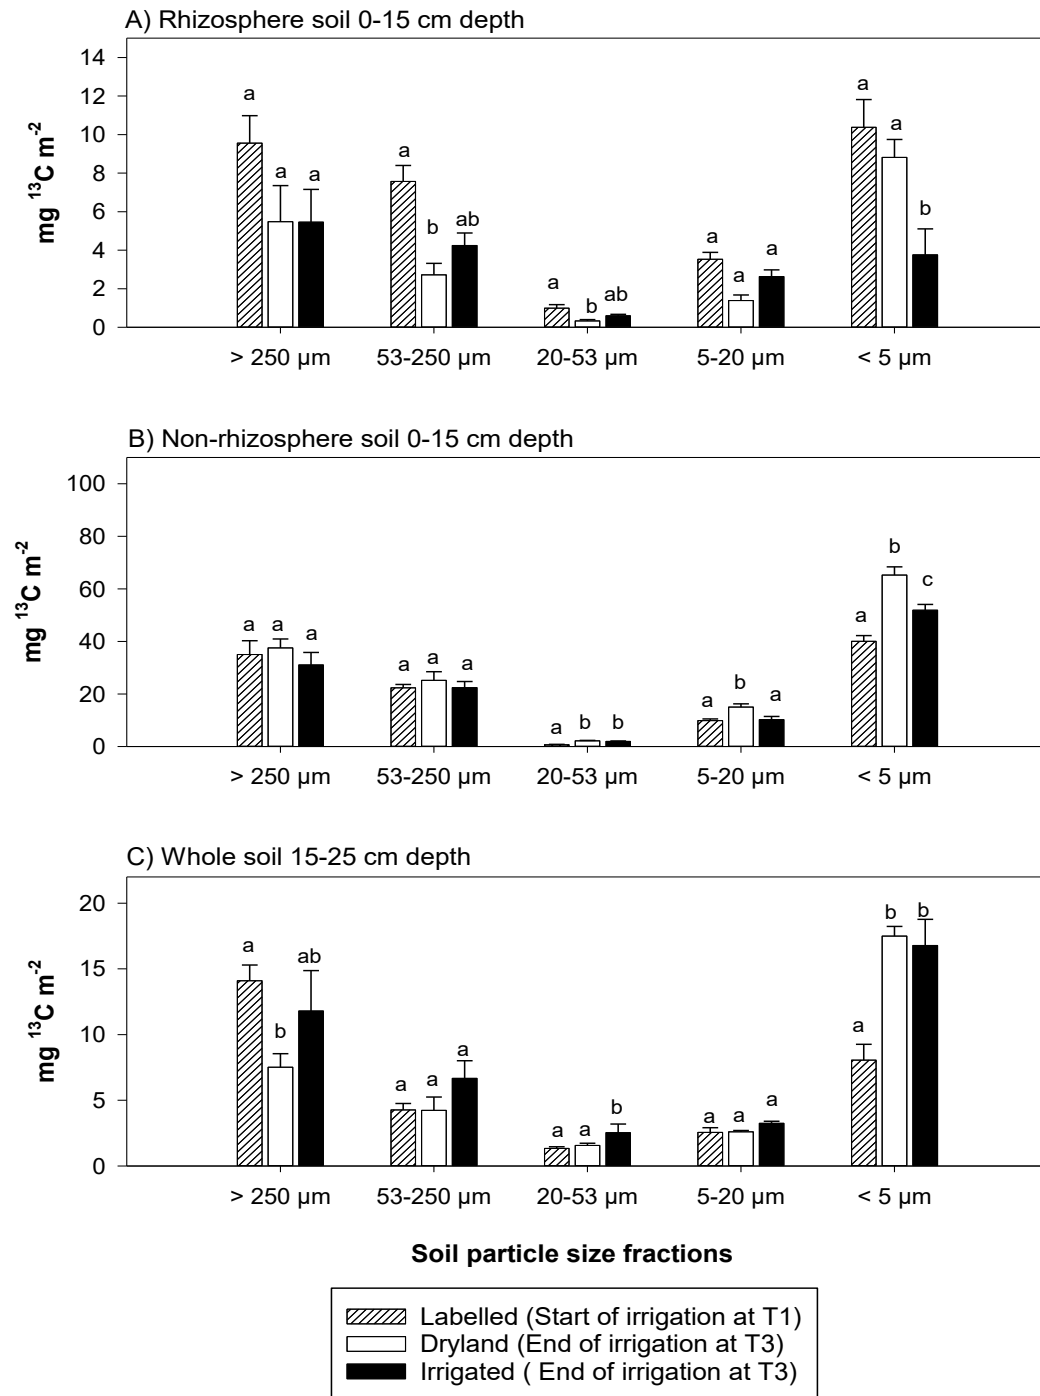 A) Rhizosphere soil 0-15 cm depth
14
12
10
8
6
4
2
0
mg ¹³C m⁻²
a a a
a b ab
a b ab
a a a
a a b
> 250 µm 53-250 µm 20-53 µm 5-20 µm < 5 µm
B) Non-rhizosphere soil 0-15 cm depth
100
80
60
40
20
0
mg ¹³C m⁻²
a a a
a a a
a b b
a b a
a b c
> 250 µm 53-250 µm 20-53 µm 5-20 µm < 5 µm
C) Whole soil 15-25 cm depth
20
15
10
5
0
mg ¹³C m⁻²
a b ab
a a a
a a b
a a a
a b b
> 250 µm 53-250 µm 20-53 µm 5-20 µm < 5 µm
Soil particle size fractions
Labelled (Start of irrigation at T1)
Dryland (End of irrigation at T3)
Irrigated ( End of irrigation at T3)